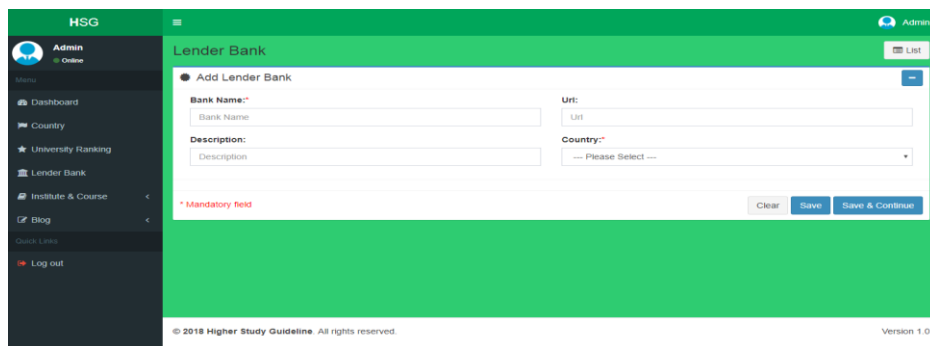 HSG
Admin
Admin
Online
Menu
Dashboard
Country
University Ranking
Lender Bank
Institute & Course
Blog
Quick Links
Log out
Lender Bank
List
Add Lender Bank
Bank Name:*
Bank Name
Url:
Url
Description:
Description
Country:*
--- Please Select ---
* Mandatory field
Clear
Save
Save & Continue
© 2018 Higher Study Guideline. All rights reserved.
Version 1.0